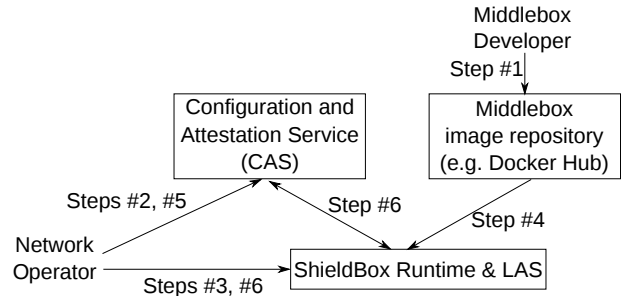 Middlebox
Developer
Step #1
Configuration and
Attestation Service
(CAS)
Middlebox
image repository
(e.g. Docker Hub)
Steps #2, #5
Step #6
Step #4
Network
Operator
ShieldBox Runtime & LAS
Steps #3, #6